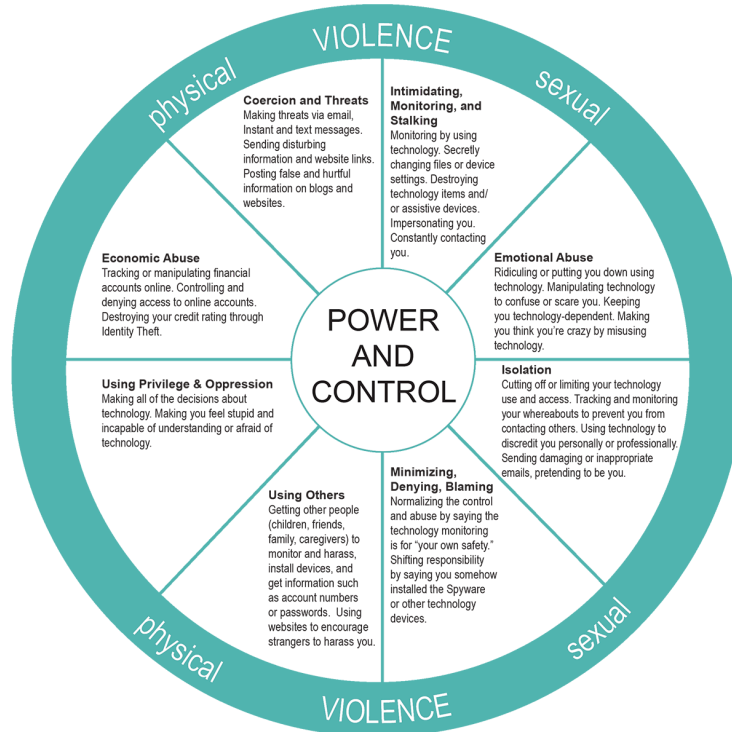 VIOLENCE
physical
sexual
Coercion and Threats
Making threats via email,
Instant and text messages.
Sending disturbing
information and website links.
Posting false and hurtful
information on blogs and
websites.
Intimidating,
Monitoring, and
Stalking
Monitoring by using
technology. Secretly
changing files or device
settings. Destroying
technology items and/
or assistive devices.
Impersonating you.
Constantly contacting
you.
Economic Abuse
Tracking or manipulating financial
accounts online. Controlling and
denying access to online accounts.
Destroying your credit rating through
Identity Theft.
Emotional Abuse
Ridiculing or putting you down using
technology. Manipulating technology
to confuse or scare you. Keeping
you technology-dependent. Making
you think you're crazy by misusing
technology.
POWER
AND
CONTROL
Using Privilege & Oppression
Making all of the decisions about
technology. Making you feel stupid and
incapable of understanding or afraid of
technology.
Isolation
Cutting off or limiting your technology
use and access. Tracking and monitoring
your whereabouts to prevent you from
contacting others. Using technology to
discredit you personally or professionally.
Sending damaging or inappropriate
emails, pretending to be you.
Using Others
Getting other people
(children, friends,
family, caregivers) to
monitor and harass,
install devices, and
get information such
as account numbers
or passwords.  Using
websites to encourage
strangers to harass you.
Minimizing,
Denying, Blaming
Normalizing the control
and abuse by saying the
technology monitoring
is for “your own safety.”
Shifting responsibility
by saying you somehow
installed the Spyware
or other technology
devices.
physical
sexual
VIOLENCE